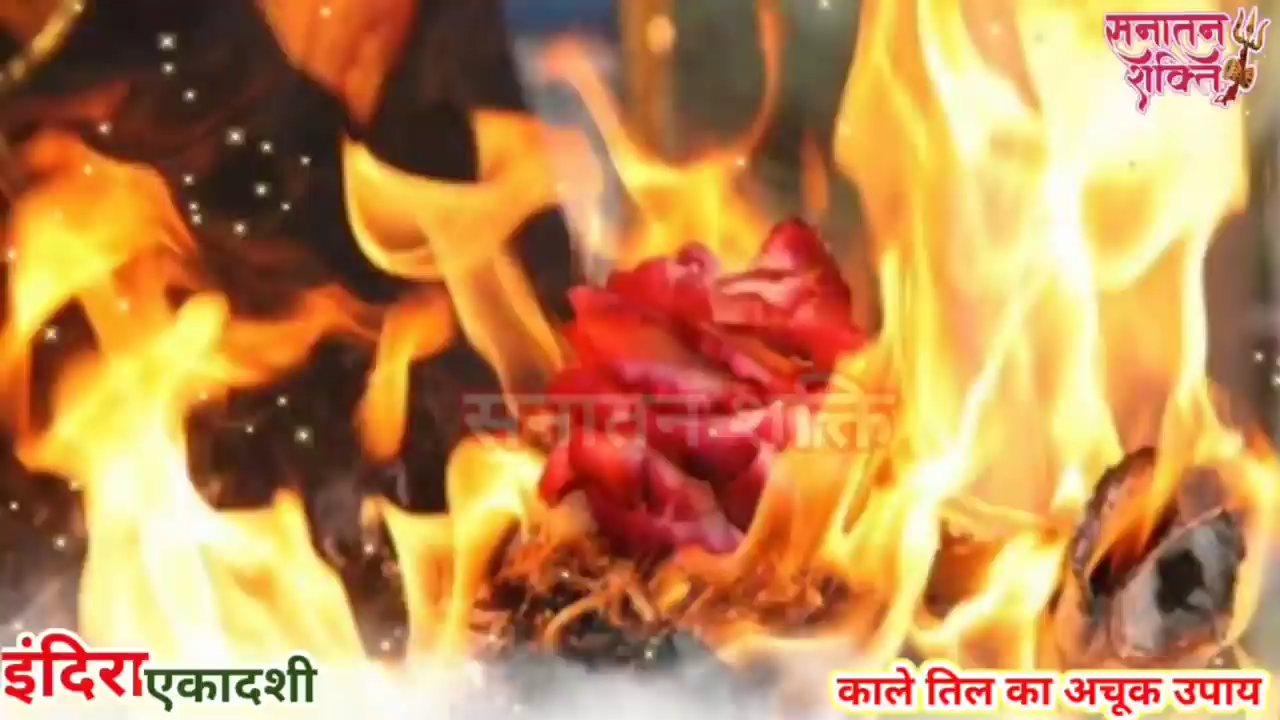 सनातन
शक्ति
सनातन शक्ति
इंदिरा एकादशी
काले तिल का अचूक उपाय